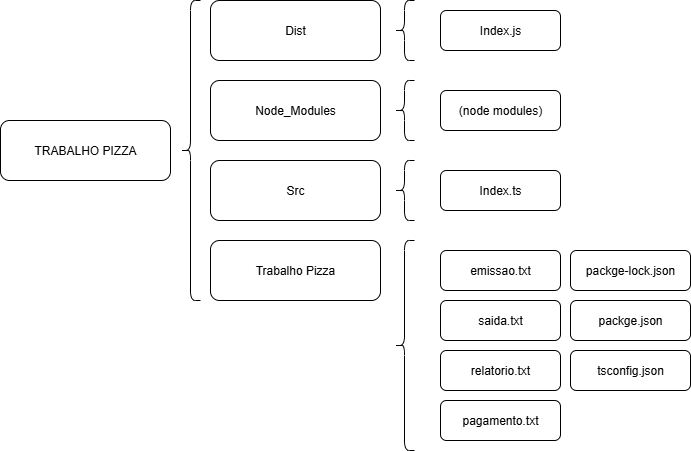 TRABALHO PIZZA
Dist
Index.js
Node_Modules
(node modules)
Src
Index.ts
Trabalho Pizza
emissao.txt
packge-lock.json
saida.txt
packge.json
relatorio.txt
tsconfig.json
pagamento.txt